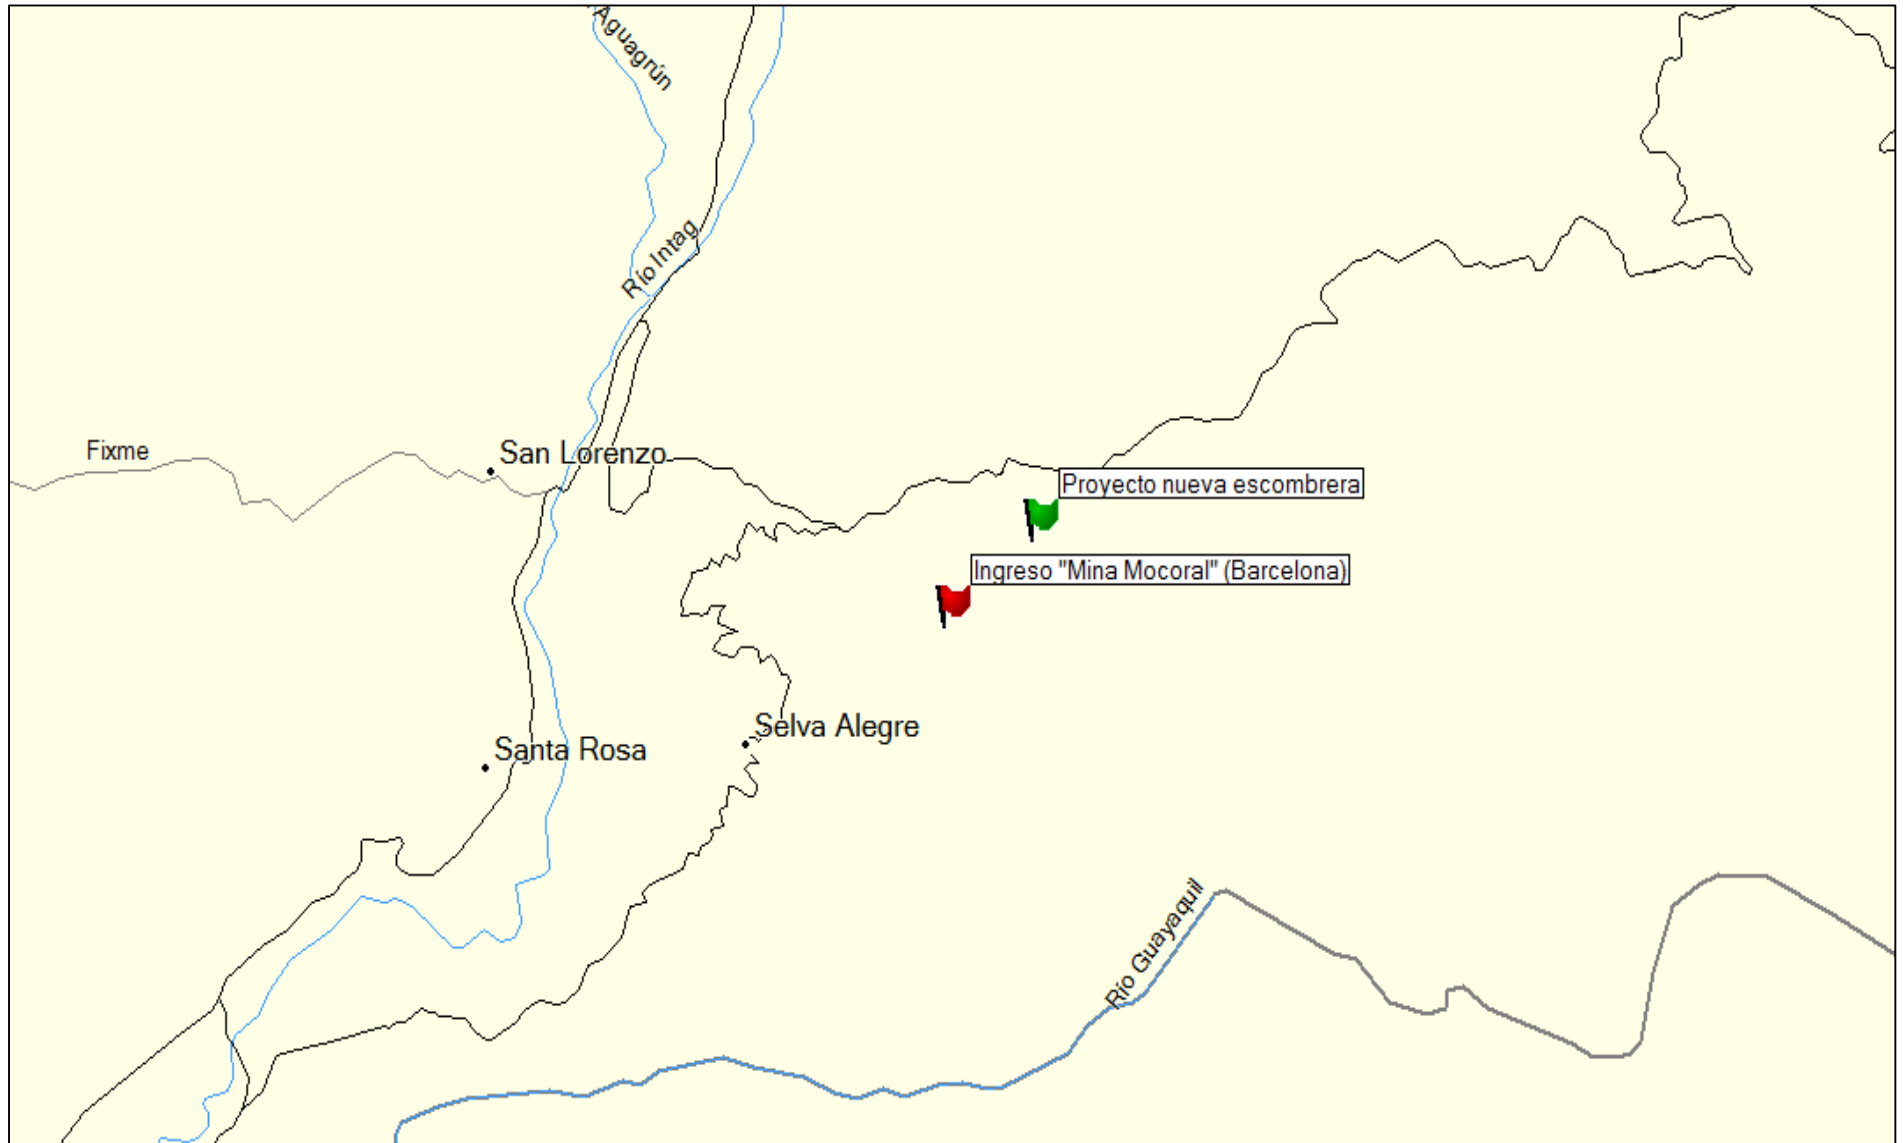 Aguagrún
Río Intag
Fixme
San Lorenzo
Proyecto nueva escombrera
Ingreso "Mina Mocoral" (Barcelona)
Selva Alegre
Santa Rosa
Río Guayaquil